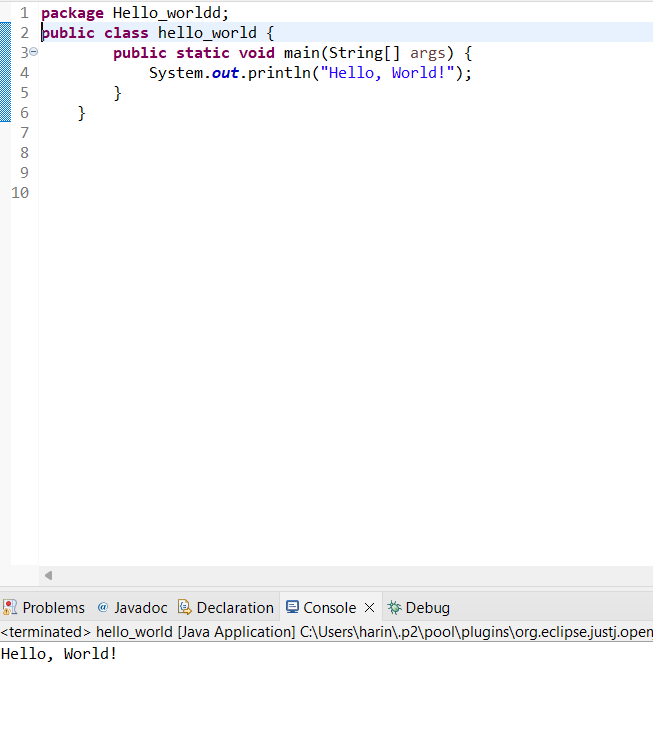 1 package Hello_worldd;
2 public class hello_world {
3 public static void main(String[] args) {
4 System.out.println("Hello, World!");
5 }
6 }
7
8
9
10
Problems @ Javadoc Declaration Console Debug
<terminated> hello_world [Java Application] C:\Users\harin\.p2\pool\plugins\org.eclipse.justj.open
Hello, World!